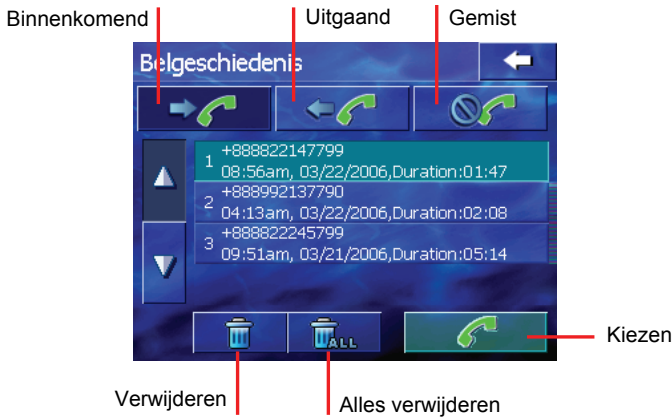 Binnenkomend
Uitgaand
Gemist
Belgeschiedenis
1 +888822147799
08:56am, 03/22/2006,Duration:01:47
2 +888992137790
04:13am, 03/22/2006,Duration:02:08
3 +888822245799
09:51am, 03/21/2006,Duration:05:14
ALL
Kiezen
Verwijderen
Alles verwijderen